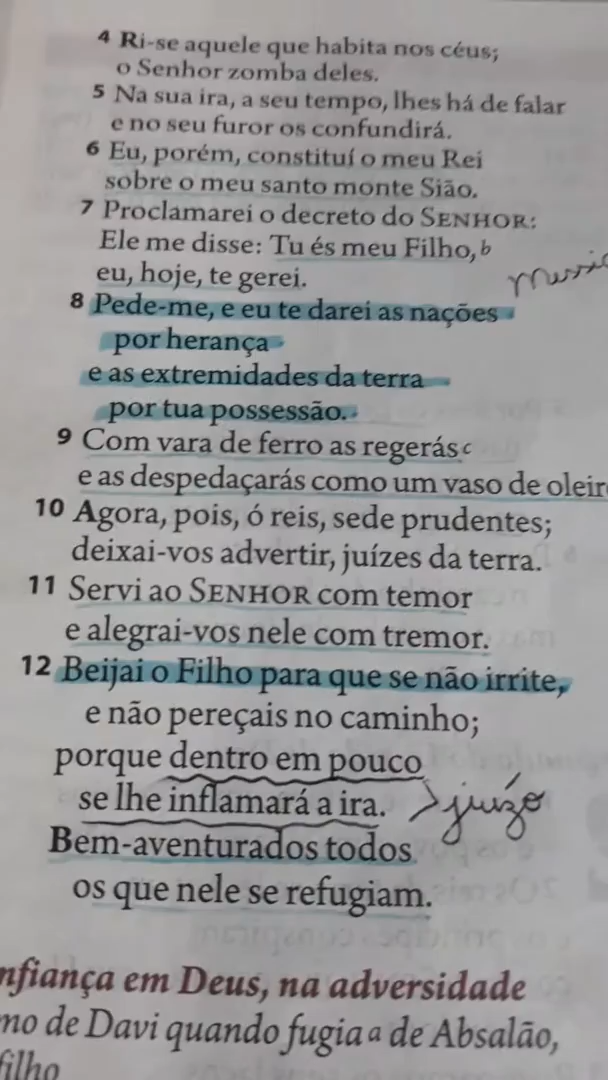 4 Ri-se aquele que habita nos céus;
o Senhor zomba deles.
5 Na sua ira, a seu tempo, lhes há de falar
e no seu furor os confundirá.
6 Eu, porém, constituí o meu Rei
sobre o meu santo monte Sião.
7 Proclamarei o decreto do SENHOR:
Ele me disse: Tu és meu Filho, b
eu, hoje, te gerei.
8 Pede-me, e eu te darei as nações
por herança
e as extremidades da terra
por tua possessão.
9 Com vara de ferro as regerás c
e as despedaçarás como um vaso de oleir
10 Agora, pois, ó reis, sede prudentes;
deixai-vos advertir, juízes da terra.
11 Servi ao SENHOR com temor
e alegrai-vos nele com tremor.
12 Beijai o Filho para que se não irrite,
e não pereçais no caminho;
porque dentro em pouco
se lhe inflamará a ira. > juízo
Bem-aventurados todos
os que nele se refugiam.
nfiança em Deus, na adversidade
mo de Davi quando fugia a de Absalão,
filho